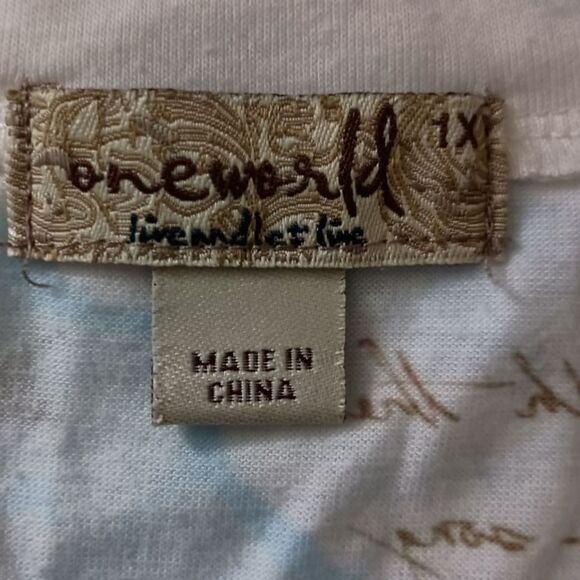 oneworld 1X
live and let live
MADE IN
CHINA